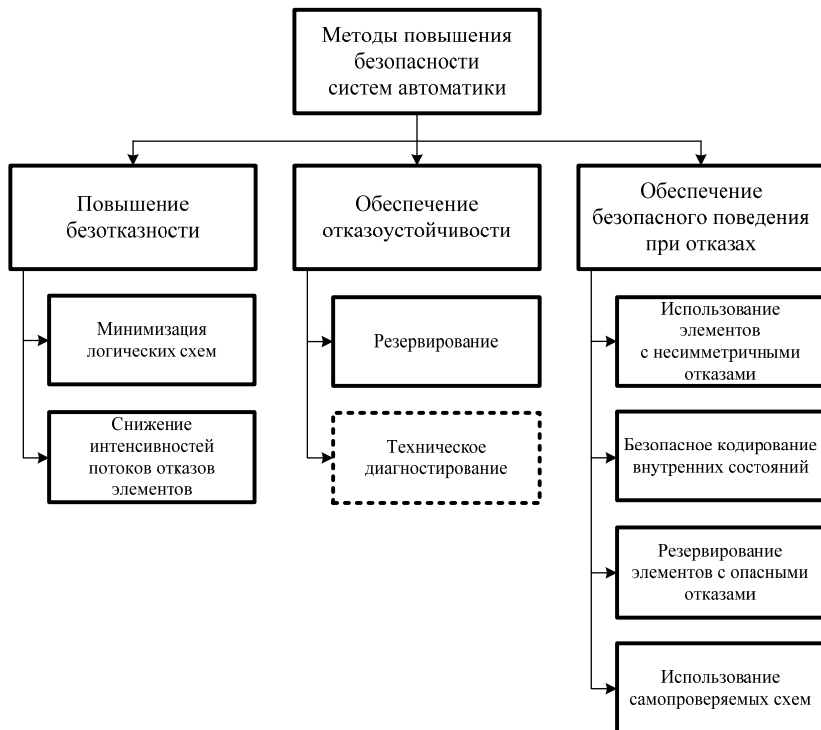 Методы повышения
безопасности
систем автоматики
Повышение
безотказности
Минимизация
логических схем
Снижение
интенсивностей
потоков отказов
элементов
Обеспечение
отказоустойчивости
Резервирование
Техническое
диагностирование
Обеспечение
безопасного поведения
при отказах
Использование
элементов
с несимметричными
отказами
Безопасное кодирование
внутренних состояний
Резервирование
элементов с опасными
отказами
Использование
самопроверяемых схем